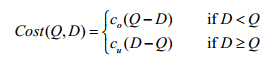 c_o(Q−D) if D < Q
Cost(Q,D) = {
c_u(D−Q) if D ≥ Q